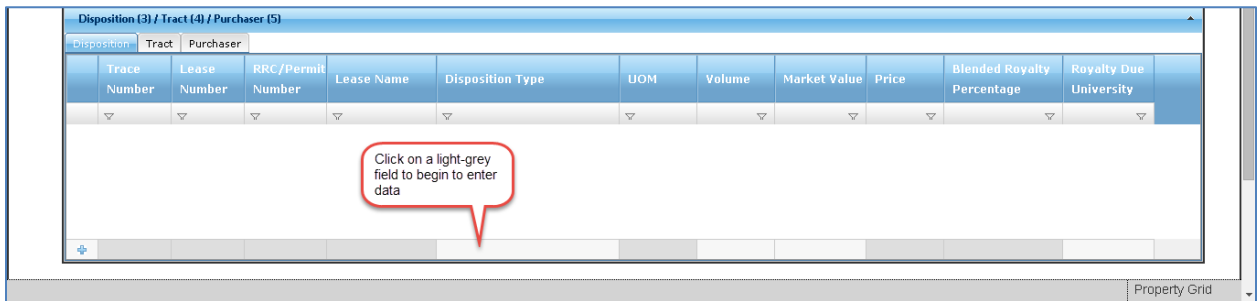 Disposition (3) / Tract (4) / Purchaser (5)
Disposition Tract Purchaser
Trace Number Lease Number RRC/Permit Number Lease Name Disposition Type UOM Volume Market Value Price Blended Royalty Percentage Royalty Due University
Click on a light-grey
field to begin to enter
data
Property Grid